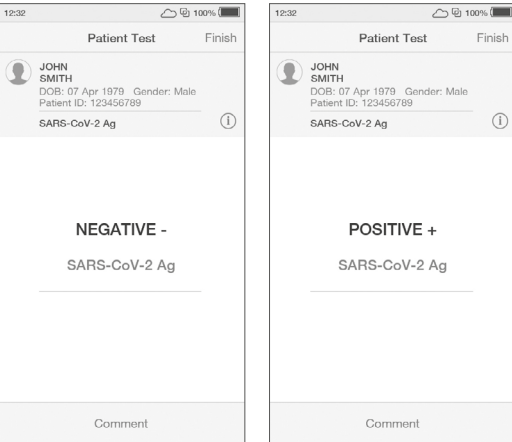 12:32 100%
Patient Test Finish
JOHN
SMITH
DOB: 07 Apr 1979 Gender: Male
Patient ID: 123456789
SARS-CoV-2 Ag
NEGATIVE -
SARS-CoV-2 Ag
Comment
12:32 100%
Patient Test Finish
JOHN
SMITH
DOB: 07 Apr 1979 Gender: Male
Patient ID: 123456789
SARS-CoV-2 Ag
POSITIVE +
SARS-CoV-2 Ag
Comment